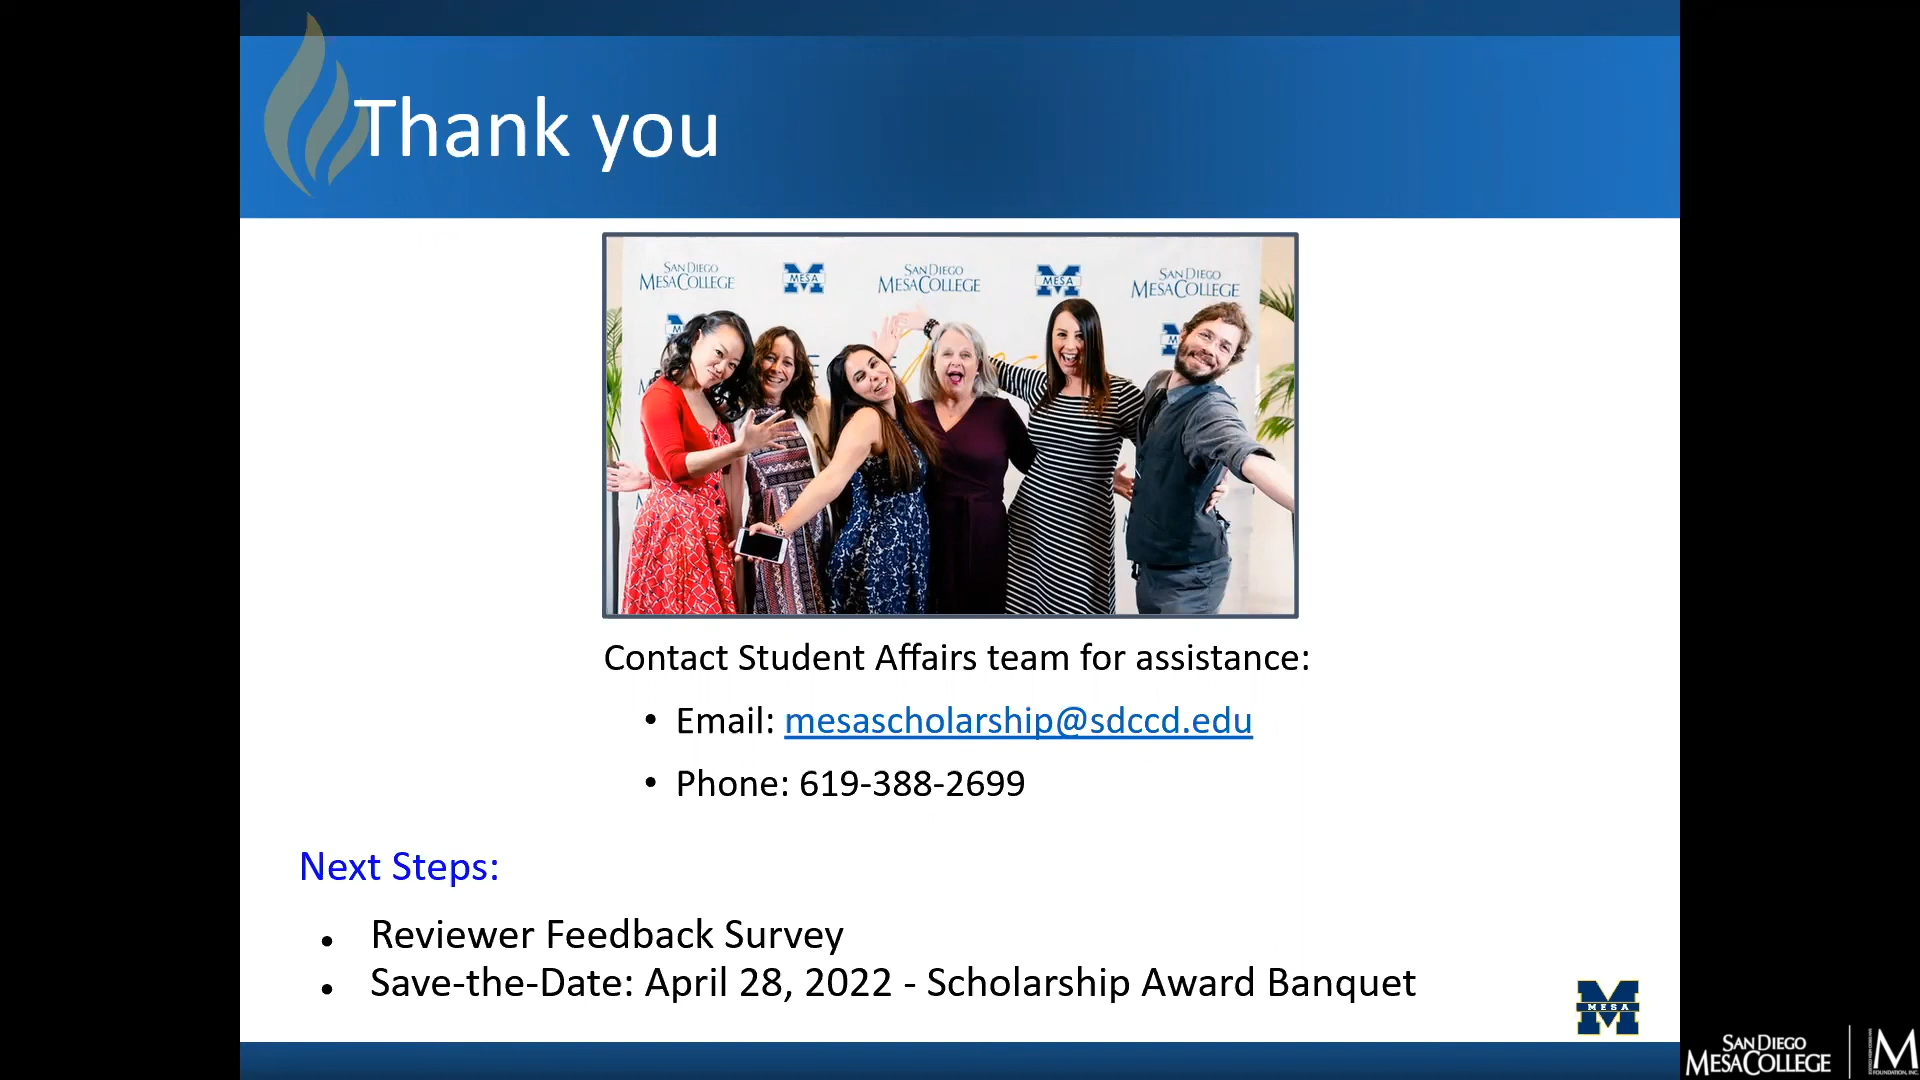 Thank you
SAN DIEGO
MESA COLLEGE
MESA
SAN DIEGO
MESA COLLEGE
MESA
SAN DIEGO
MESA COLLEGE
Contact Student Affairs team for assistance:
• Email: mesascholarship@sdccd.edu
• Phone: 619-388-2699
Next Steps:
• Reviewer Feedback Survey
• Save-the-Date: April 28, 2022 - Scholarship Award Banquet
MESA
SAN DIEGO
MESA COLLEGE
M
FOUNDATION, INC.